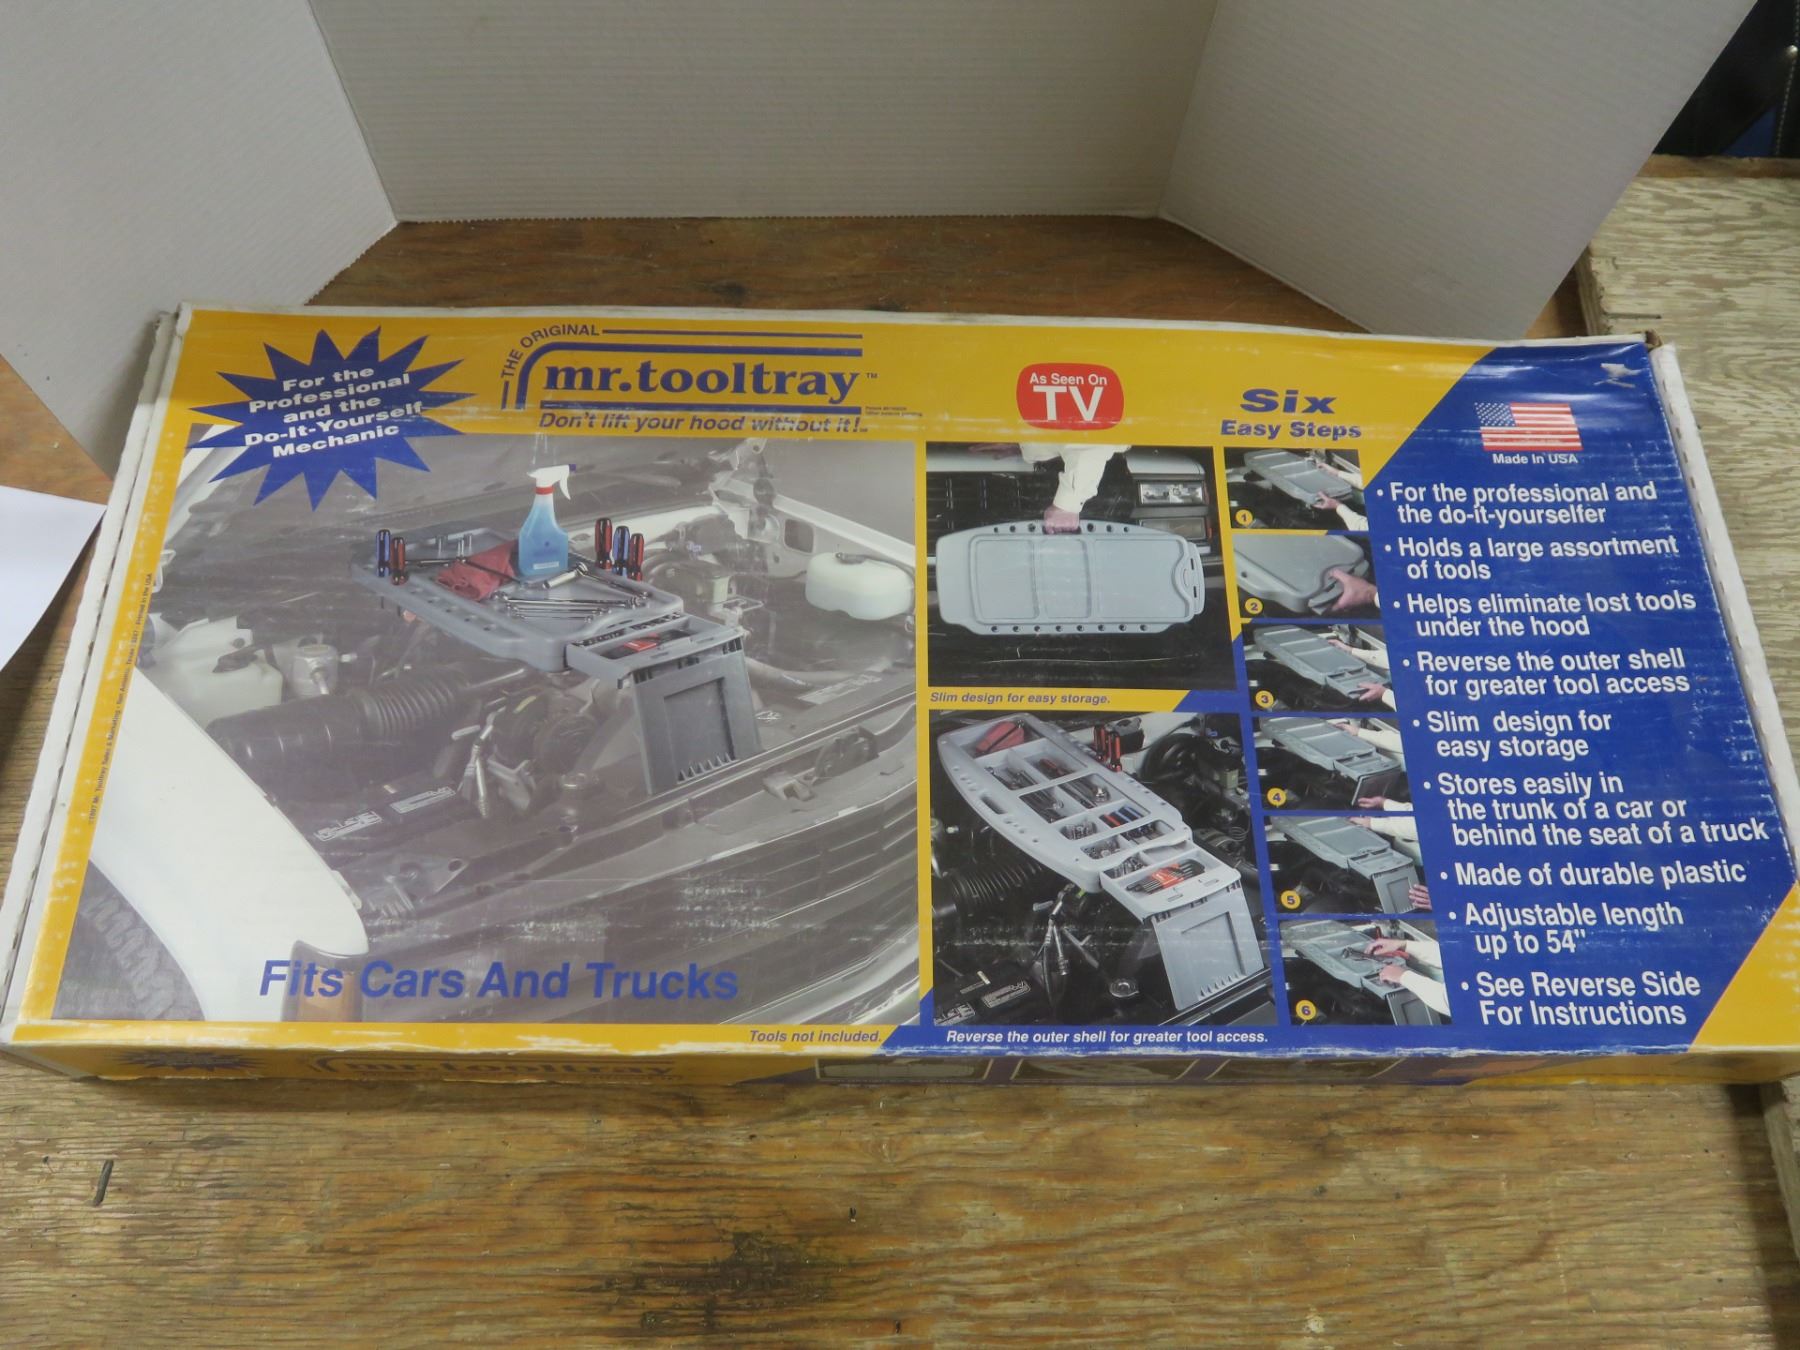 For the
Professional
and the
Do-It-Yourself
Mechanic
THE ORIGINAL
mr.tooltray™
Don't lift your hood without it!
As Seen On
TV
Six
Easy Steps
Made In USA
• For the professional and
the do-it-yourselfer
• Holds a large assortment
of tools
• Helps eliminate lost tools
under the hood
• Reverse the outer shell
for greater tool access
• Slim design for
easy storage
• Stores easily in
the trunk of a car or
behind the seat of a truck
• Made of durable plastic
• Adjustable length
up to 54"
• See Reverse Side
For Instructions
1
2
3
4
5
6
Slim design for easy storage.
Fits Cars And Trucks
Tools not included.
Reverse the outer shell for greater tool access.
mr.tooltray